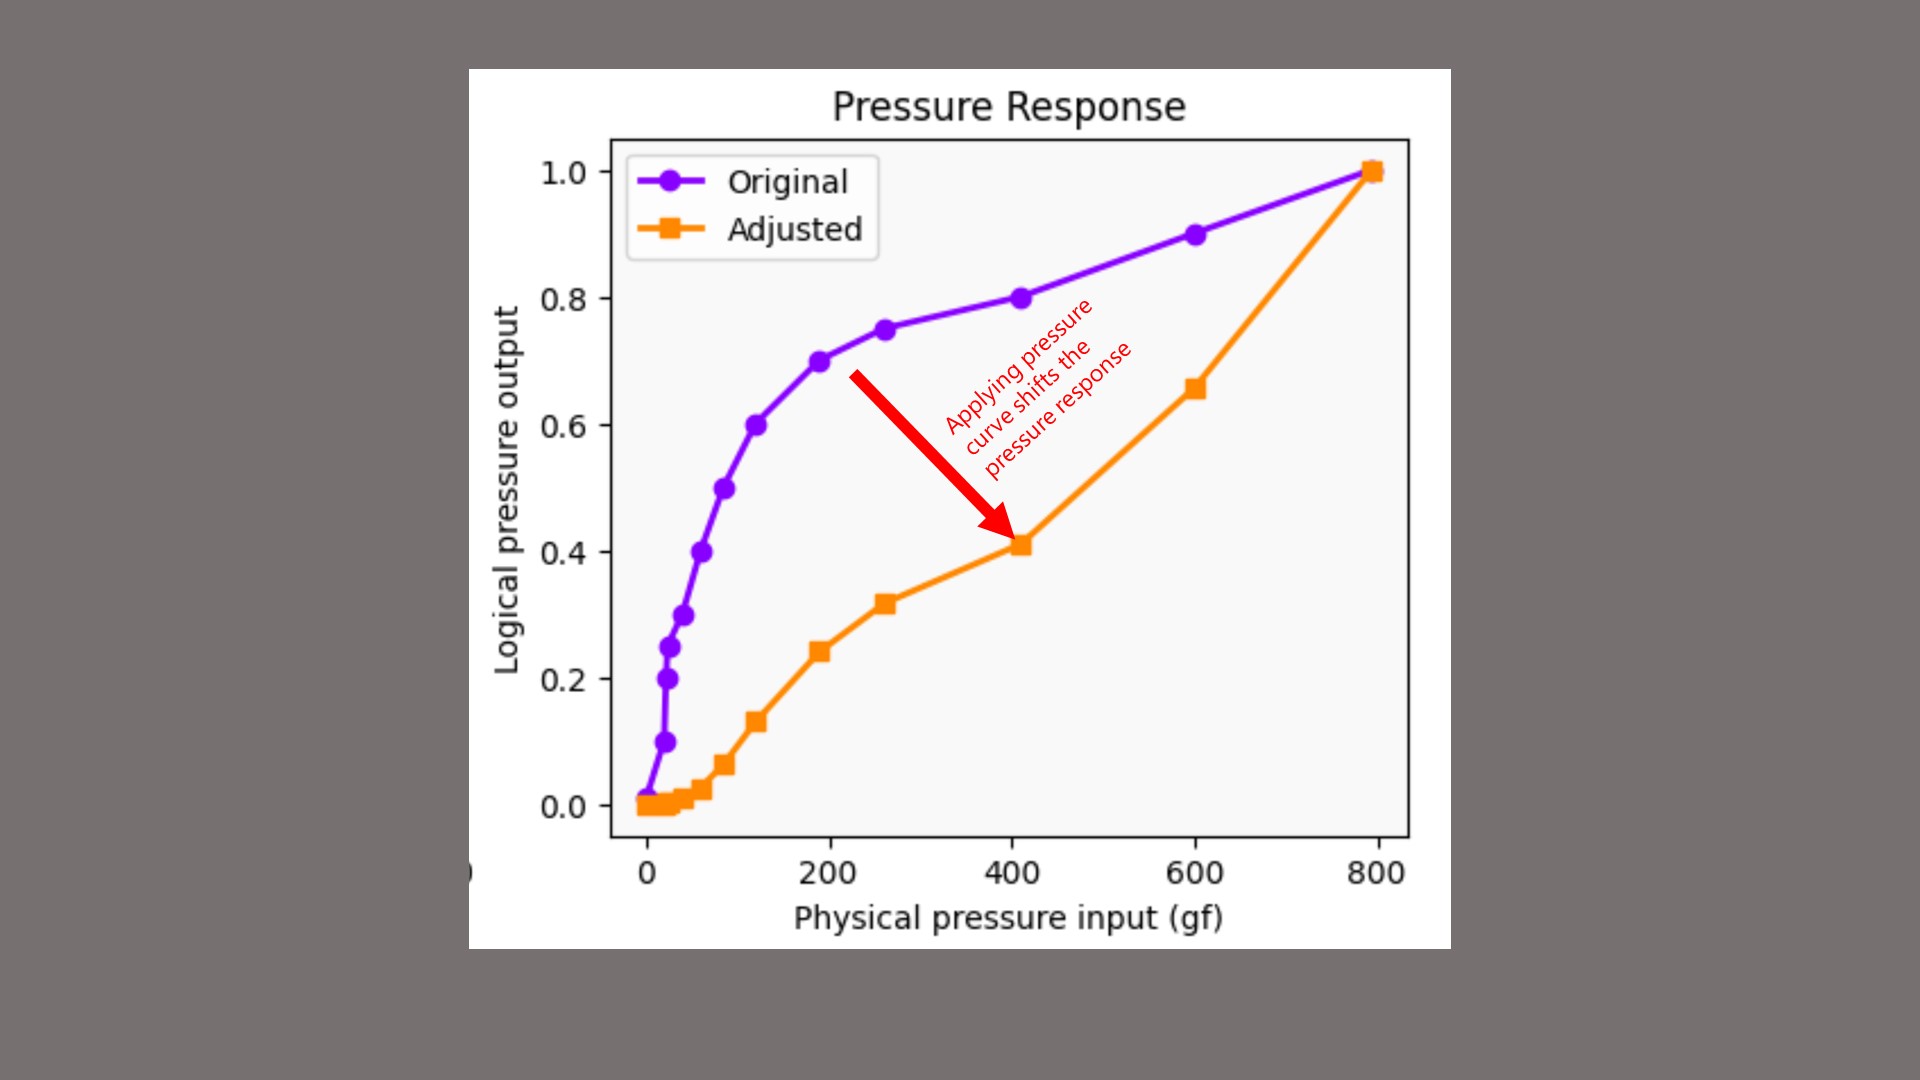 Pressure Response
Original
Adjusted
1.0
0.8
0.6
0.4
0.2
0.0
Logical pressure output
Applying pressure
curve shifts the
pressure response
0 200 400 600 800
Physical pressure input (gf)